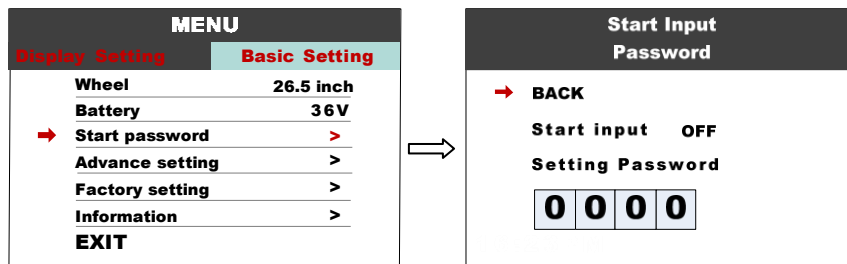 MENU
Display Setting Basic Setting
Wheel 26.5 inch
Battery 36V
Start password >
Advance setting >
Factory setting >
Information >
EXIT
Start Input
Password
BACK
Start input OFF
Setting Password
0 0 0 0